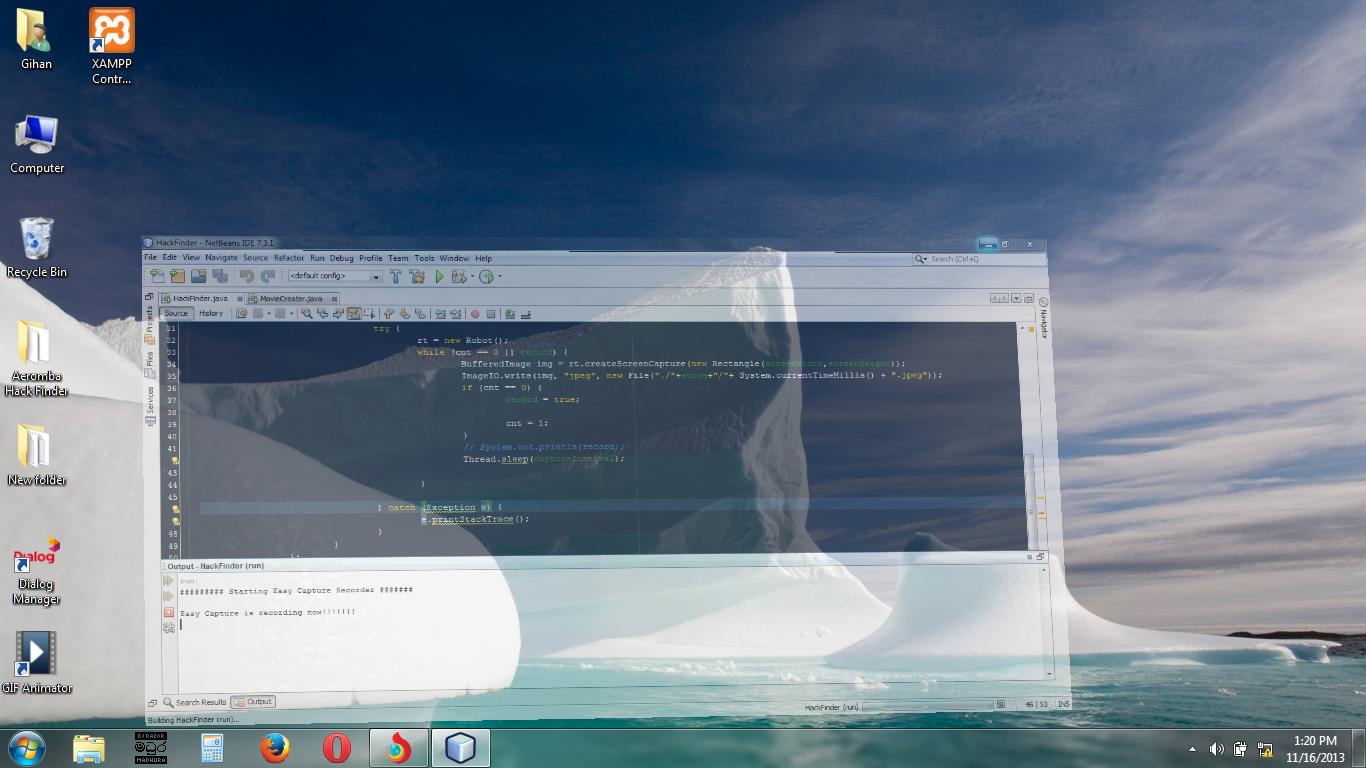 Gihan
XAMPP
Contr...
Computer
Recycle Bin
Aeromba
Hack Finder
New folder
Dialog
Dialog
Manager
GIF Animator
HackFinder - NetBeans IDE 7.3.1
File Edit View Navigate Source Refactor Run Debug Profile Team Tools Window Help
Search (Ctrl+I)
<default config>
HackFinder.java
MovieCreater.java
Source History
Projects
Files
Services
Navigator
31 try {
32 rt = new Robot();
33 while (cnt == 0 || record) {
34 BufferedImage img = rt.createScreenCapture(new Rectangle(screenWidth,screenHeight));
35 ImageIO.write(img, "jpeg", new File("./"+store+"/"+ System.currentTimeMillis() + ".jpeg"));
36 if (cnt == 0) {
37 record = true;
38
39 cnt = 1;
40 }
41 // System.out.println(record);
Thread.sleep(captureInterval);
43
44 }
45
} catch (Exception e) {
e.printStackTrace();
48 }
49 }
50 };
Output - HackFinder (run)
run:
######### Starting Easy Capture Recorder #######
Easy Capture is recording now!!!!!!!
Search Results Output
Building HackFinder (run)...
HackFinder (run)
46 | 53 INS
DJ RAZOR
MADHURA
1:20 PM
11/16/2013